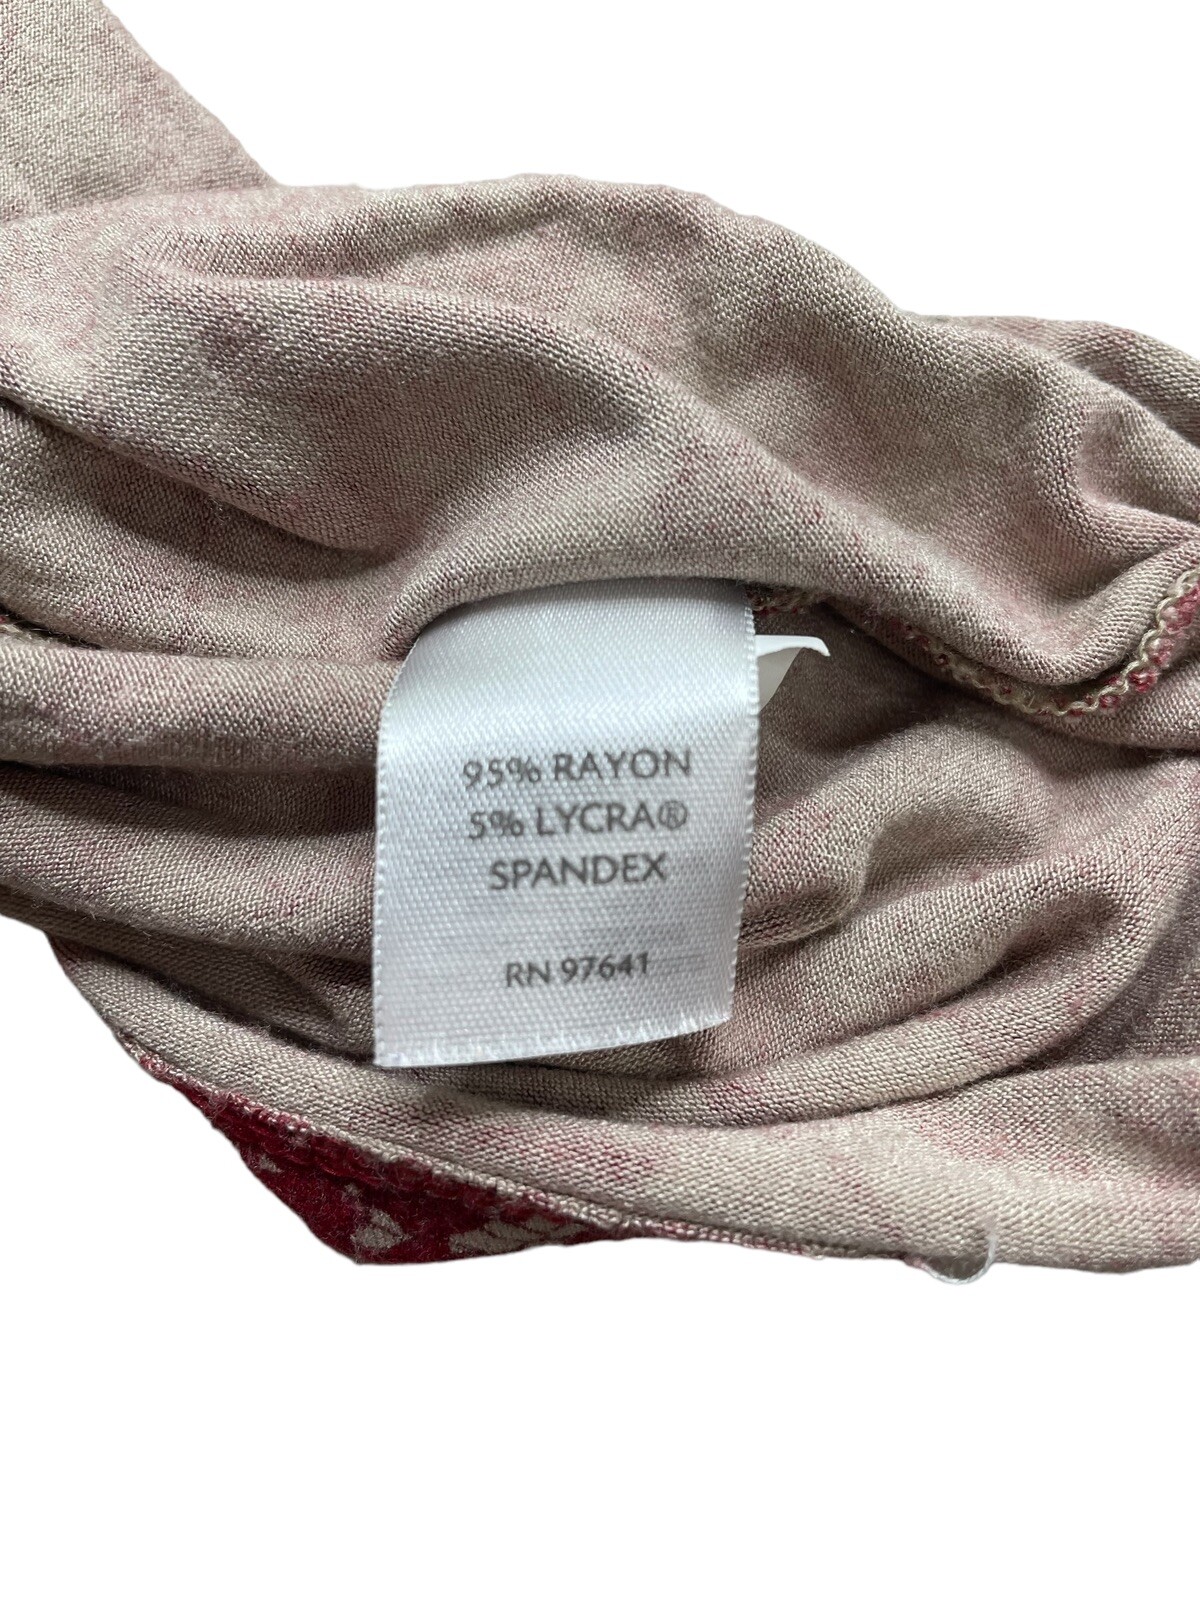 95% RAYON
5% LYCRA®
SPANDEX
RN 97641